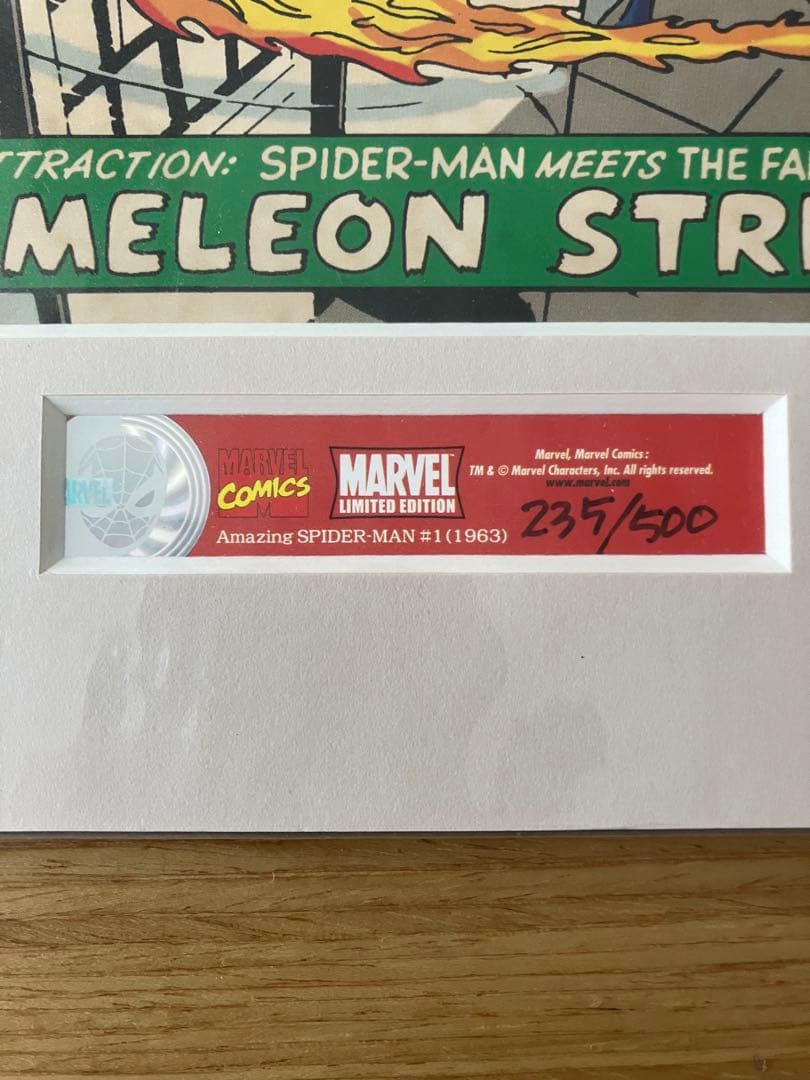 TTRACTION: SPIDER-MAN MEETS THE FA
MELEON STRI
MARVEL
COMICS
MARVEL
LIMITED EDITION
Marvel, Marvel Comics :
TM & © Marvel Characters, Inc. All rights reserved.
www.marvel.com
Amazing SPIDER-MAN #1 (1963)
235/500